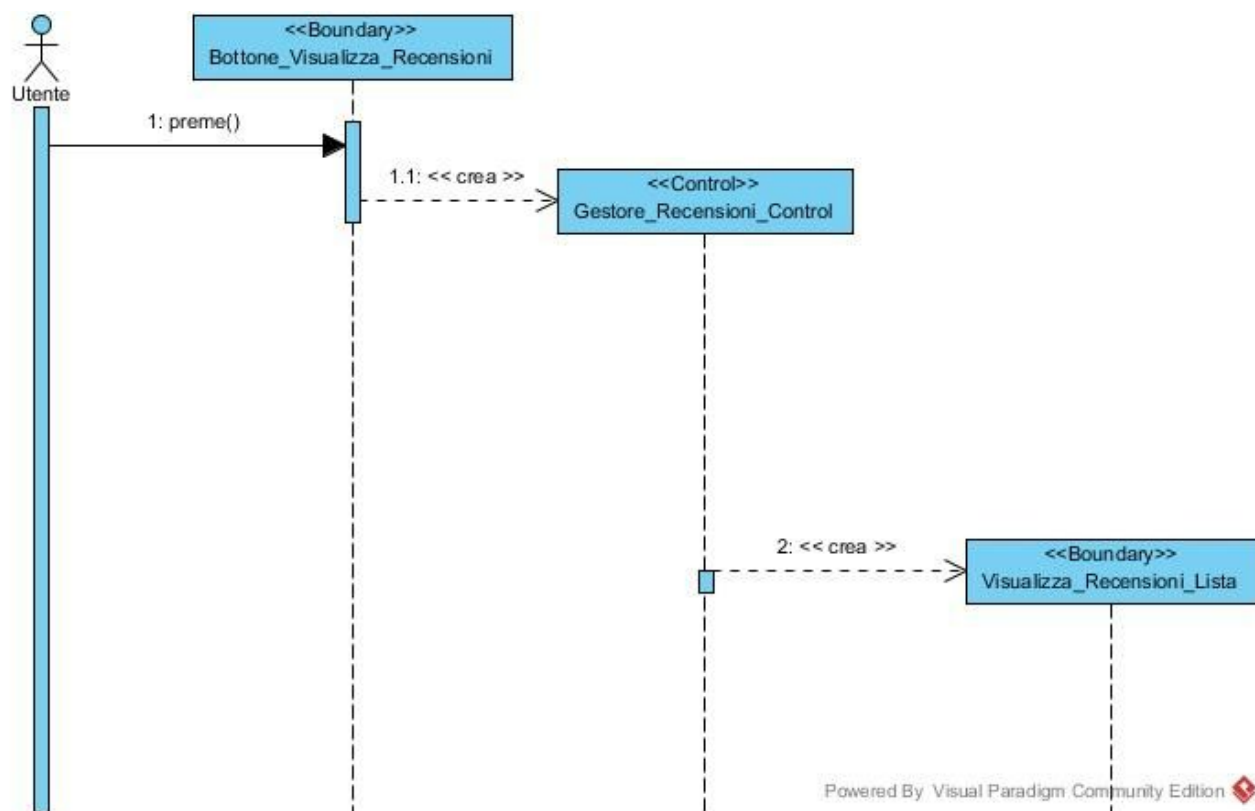 <<Boundary>>
Bottone_Visualizza_Recensioni
Utente
1: preme()
1.1: << crea >>
<<Control>>
Gestore_Recensioni_Control
2: << crea >>
<<Boundary>>
Visualizza_Recensioni_Lista
Powered By Visual Paradigm Community Edition